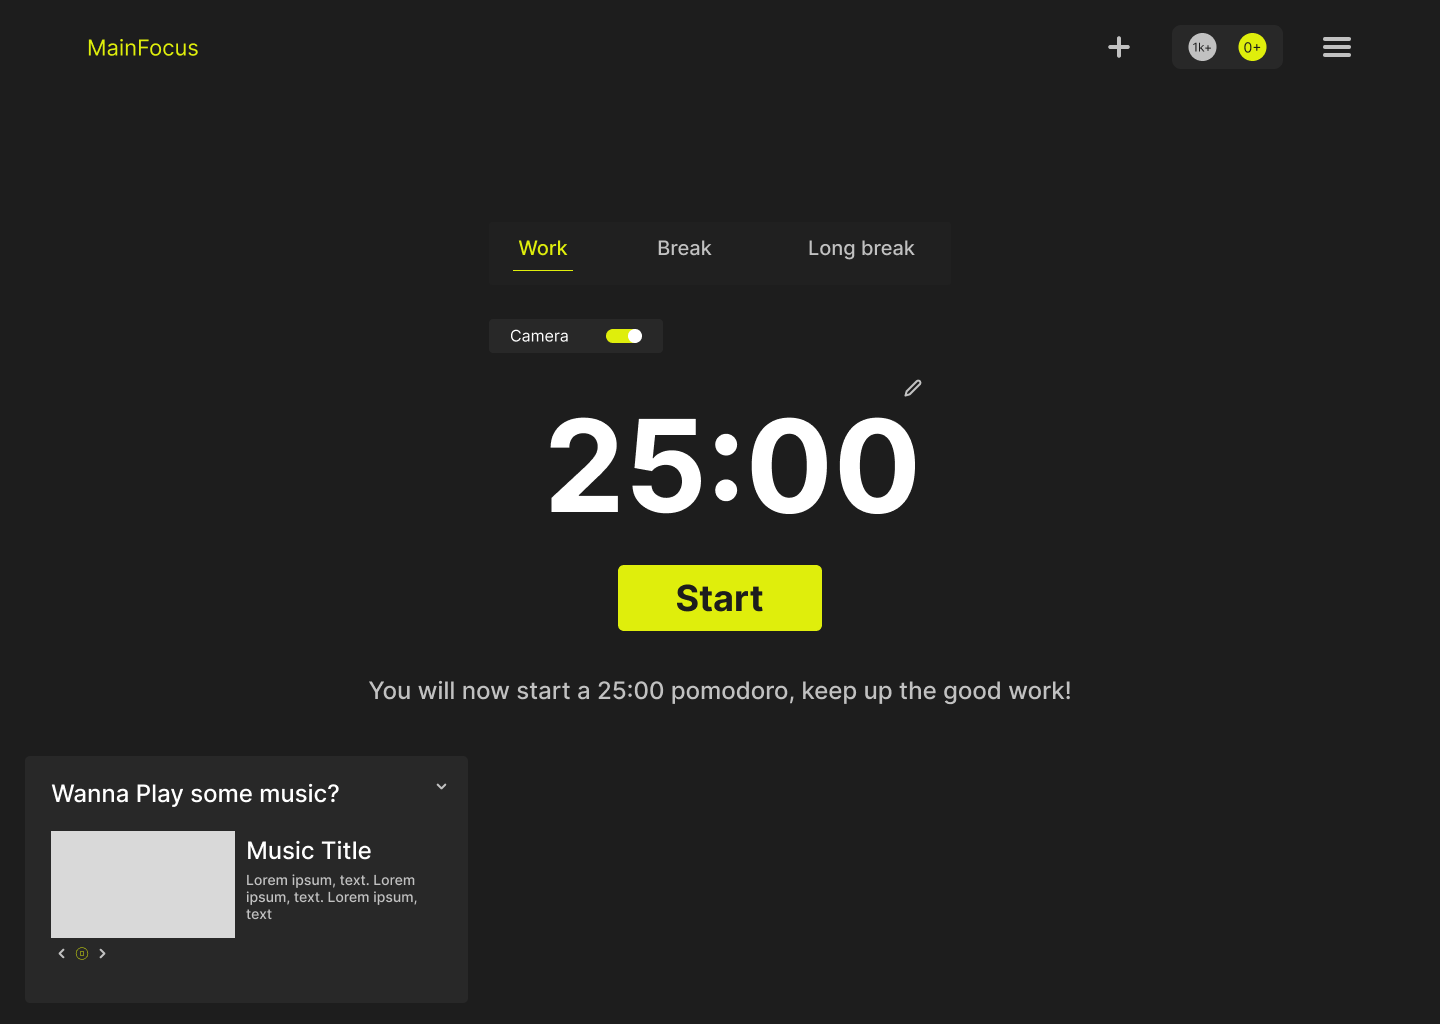 MainFocus
1k+
0+
Work
Break
Long break
Camera
25:00
Start
You will now start a 25:00 pomodoro, keep up the good work!
Wanna Play some music?
Music Title
Lorem ipsum, text. Lorem
ipsum, text. Lorem ipsum,
text